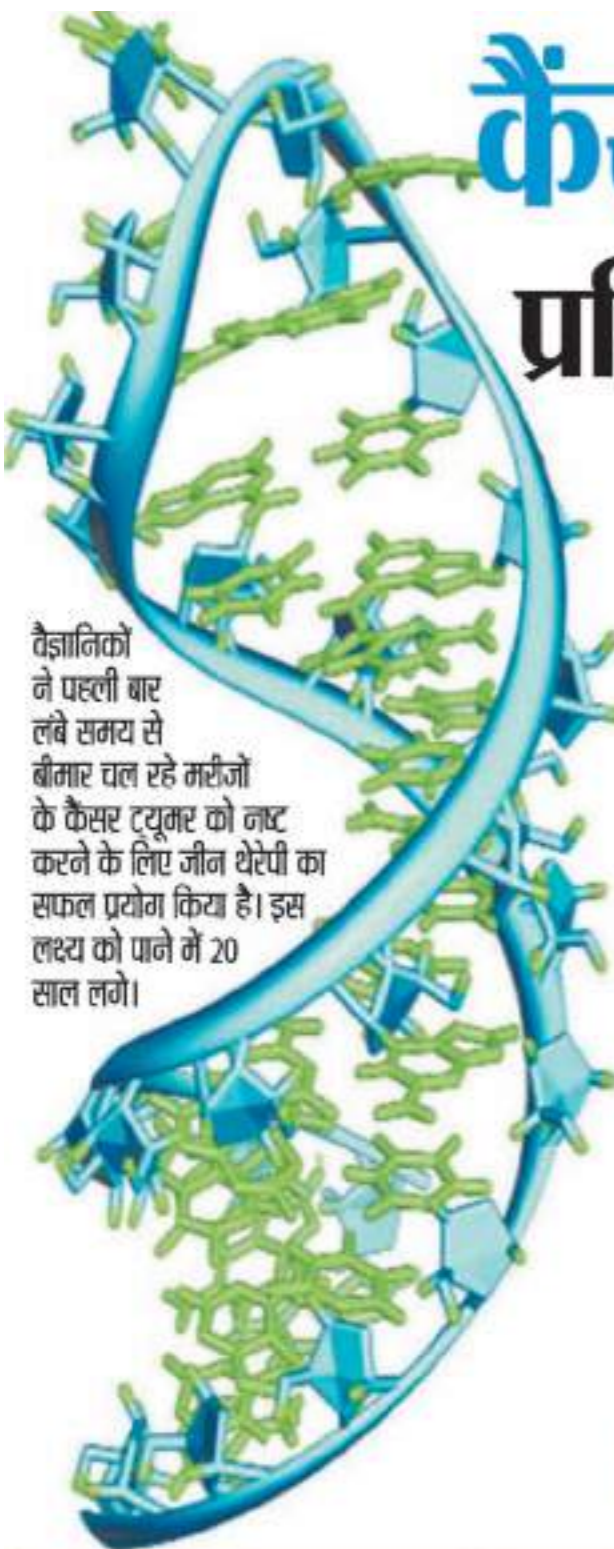 कैं
प्रि
वैज्ञानिकों
ने पहली बार
लंबे समय से
बीमार चल रहे मरीजों
के कैंसर ट्यूमर को नष्ट
करने के लिए जीन थेरेपी का
सफल प्रयोग किया है। इस
लक्ष्य को पाने में 20
साल लगे।